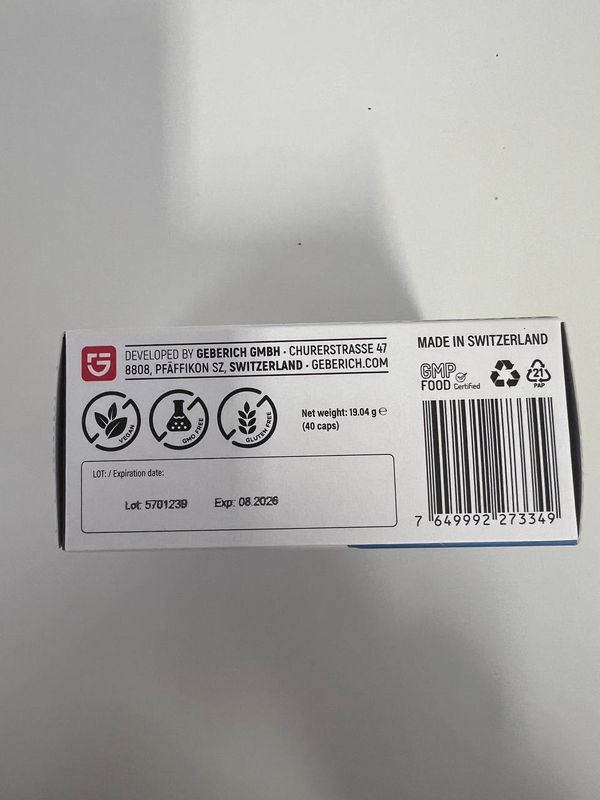 DEVELOPED BY GEBERICH GMBH · CHURERSTRASSE 47
8808, PFÄFFIKON SZ, SWITZERLAND · GEBERICH.COM
MADE IN SWITZERLAND
GMP
FOOD Certified
21
PAP
VEGAN
GMO FREE
GLUTEN FREE
Net weight: 19.04 g ℮
(40 caps)
LOT: / Expiration date:
Lot: 5701239 Exp: 08.2026
7 649992 273349